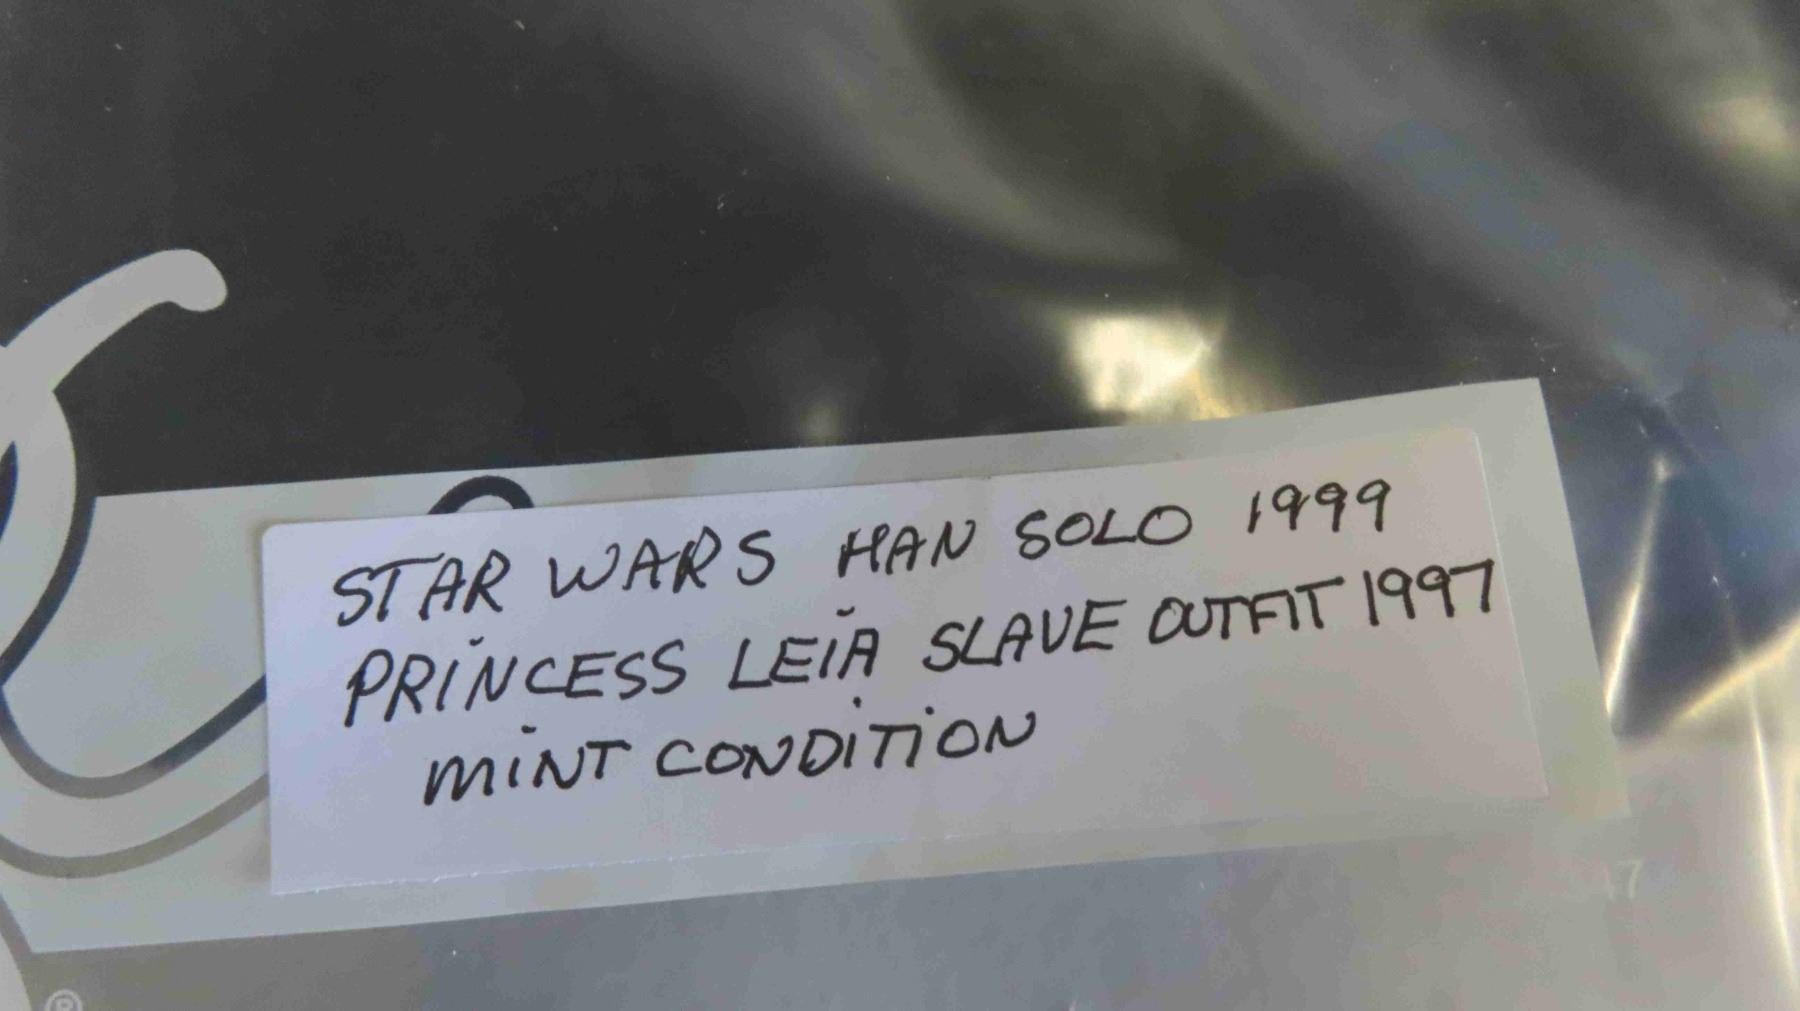 STAR WARS HAN SOLO 1999
PRINCESS LEIA SLAVE OUTFIT 1997
MINT CONDITION
®